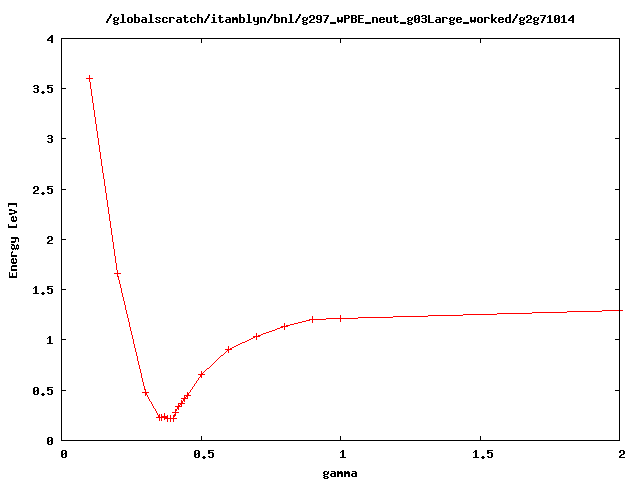 /globalscratch/itamblyn/bnl/g297_wPBE_neut_g03Large_worked/g2g71014
4
3.5
3
2.5
2
1.5
1
0.5
0
Energy [eV]
0 0.5 1 1.5 2
gamma